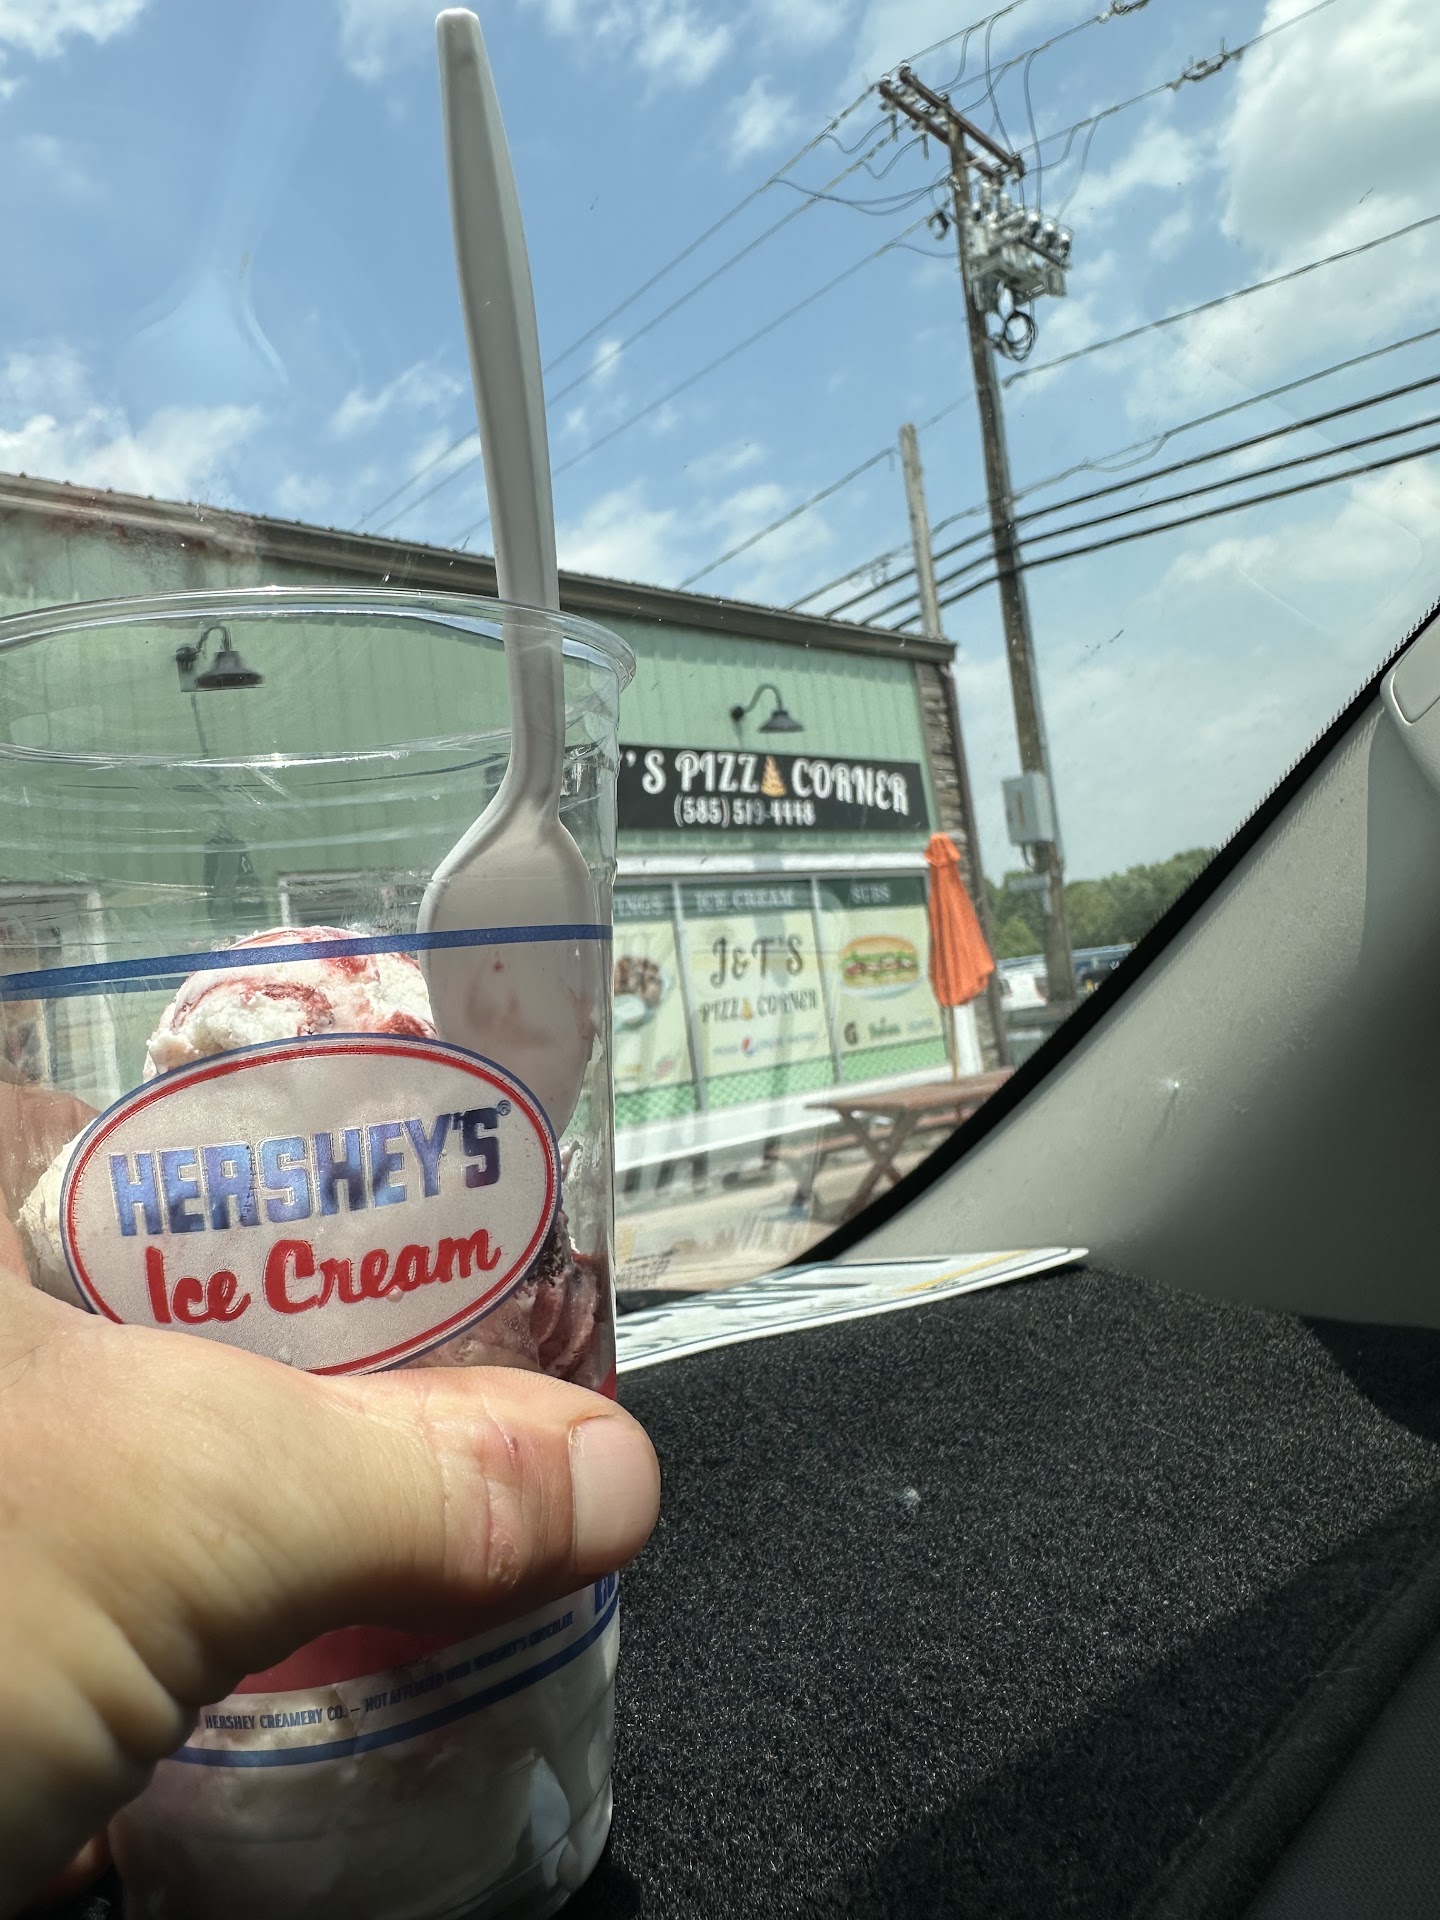 'S PIZZA CORNER
(585) 519-4448
INGS
ICE CREAM
SUBS
J&T'S
PIZZA CORNER
HERSHEY'S®
Ice Cream
HERSHEY CREAMERY CO. – NOT AFFILIATED WITH HERSHEY'S CHOCOLATE